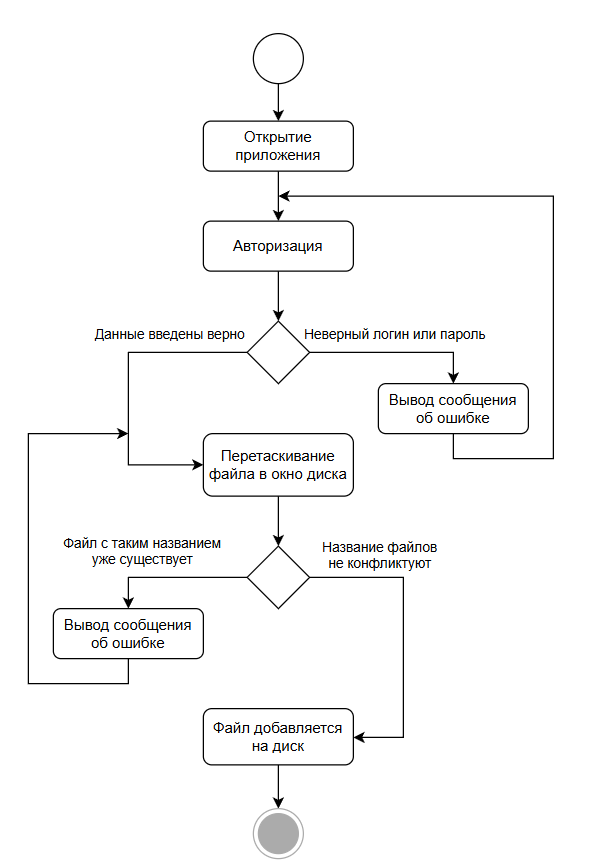 Открытие
приложения
Авторизация
Данные введены верно
Неверный логин или пароль
Вывод сообщения
об ошибке
Перетаскивание
файла в окно диска
Файл с таким названием
уже существует
Название файлов
не конфликтуют
Вывод сообщения
об ошибке
Файл добавляется
на диск